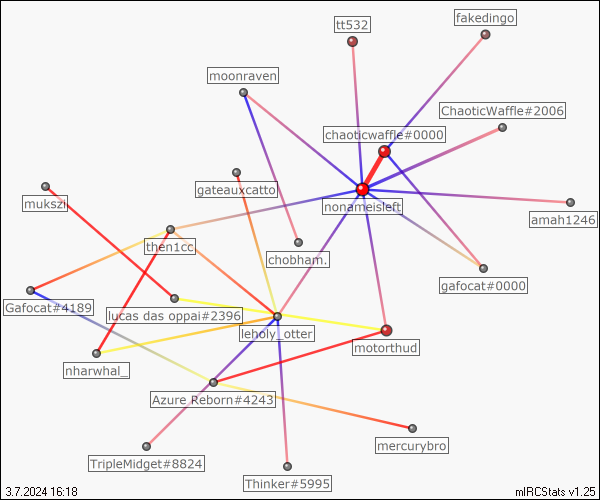 fakedingo
tt532
moonraven
ChaoticWaffle#2006
chaoticwaffle#0000
gateauxcatto
mukszi
nonameisleft
amah1246
then1cc
chobham.
gafocat#0000
Gafocat#4189
lucas das oppai#2396
leholy_otter
motorthud
nharwhal_
Azure Reborn#4243
mercurybro
TripleMidget#8824
Thinker#5995
3.7.2024 16:18
mIRCStats v1.25